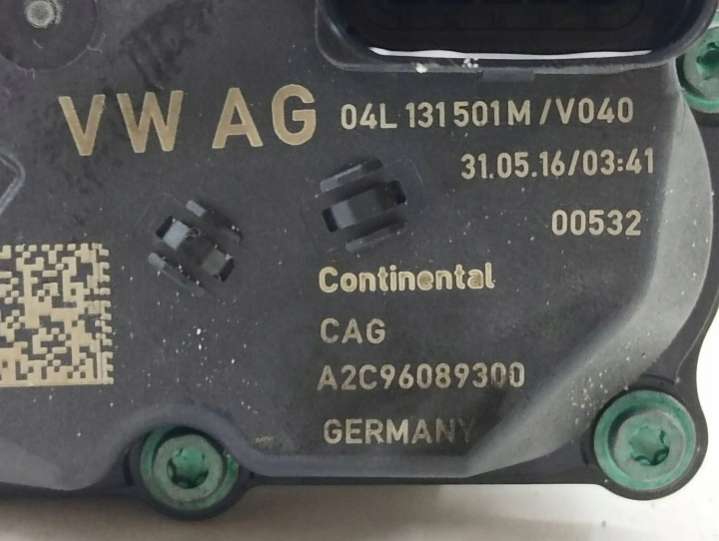 VW AG 04L 131 501 M /V040
31.05.16/03:41
00532
Continental
CAG
A2C96089300
GERMANY